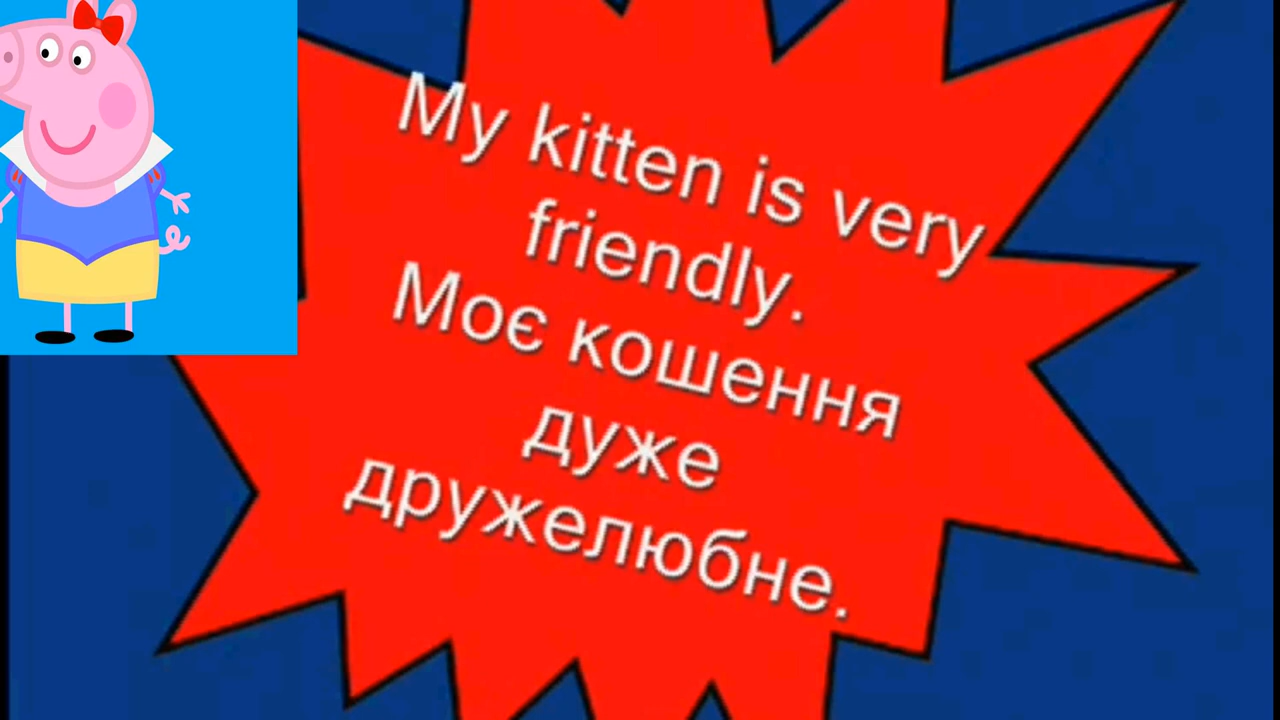 My kitten is very
friendly.
Моє кошення
дуже
дружелюбне.